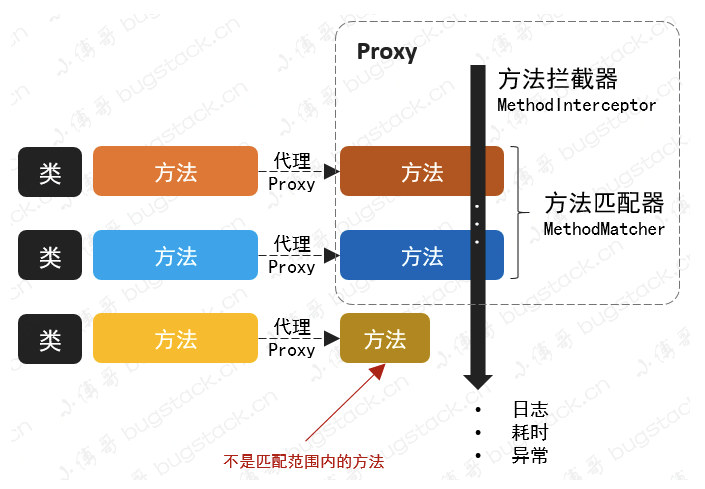 Proxy
方法拦截器
MethodInterceptor
类
方法
代理
Proxy
方法
方法匹配器
MethodMatcher
类
方法
代理
Proxy
方法
类
方法
代理
Proxy
方法
• 日志
• 耗时
• 异常
不是匹配范围内的方法
小傅哥 bugstack.cn